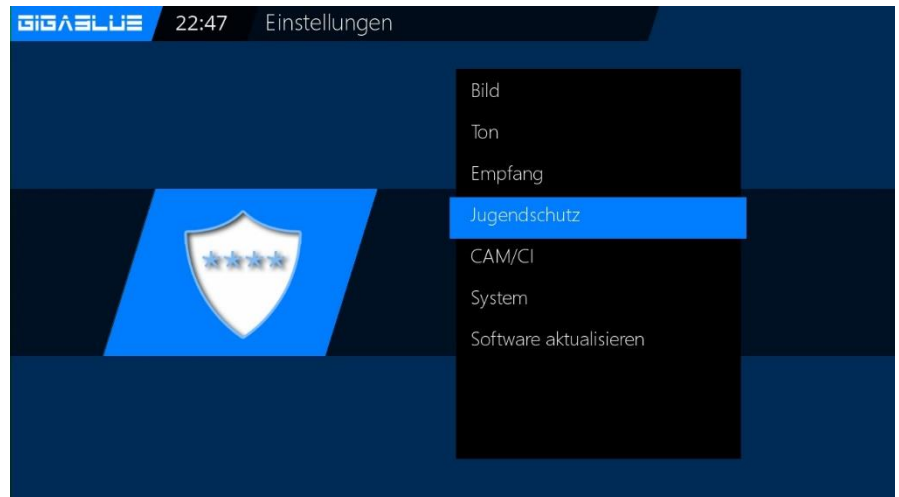 GIGABLUE 22:47 Einstellungen
Bild
Ton
Empfang
Jugendschutz
CAM/CI
System
Software aktualisieren